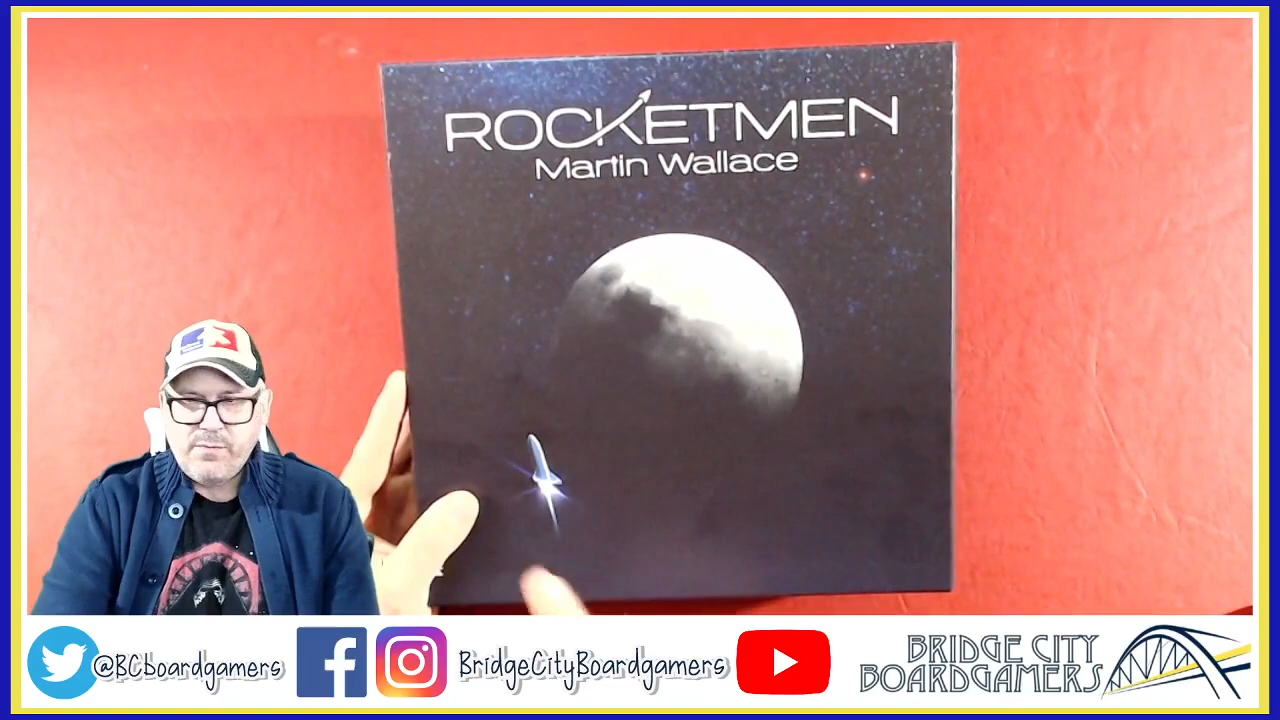 ROCKETMEN
Martin Wallace
@BCboardgamers
BridgeCityBoardgamers
BRIDGE CITY
BOARDGAMERS